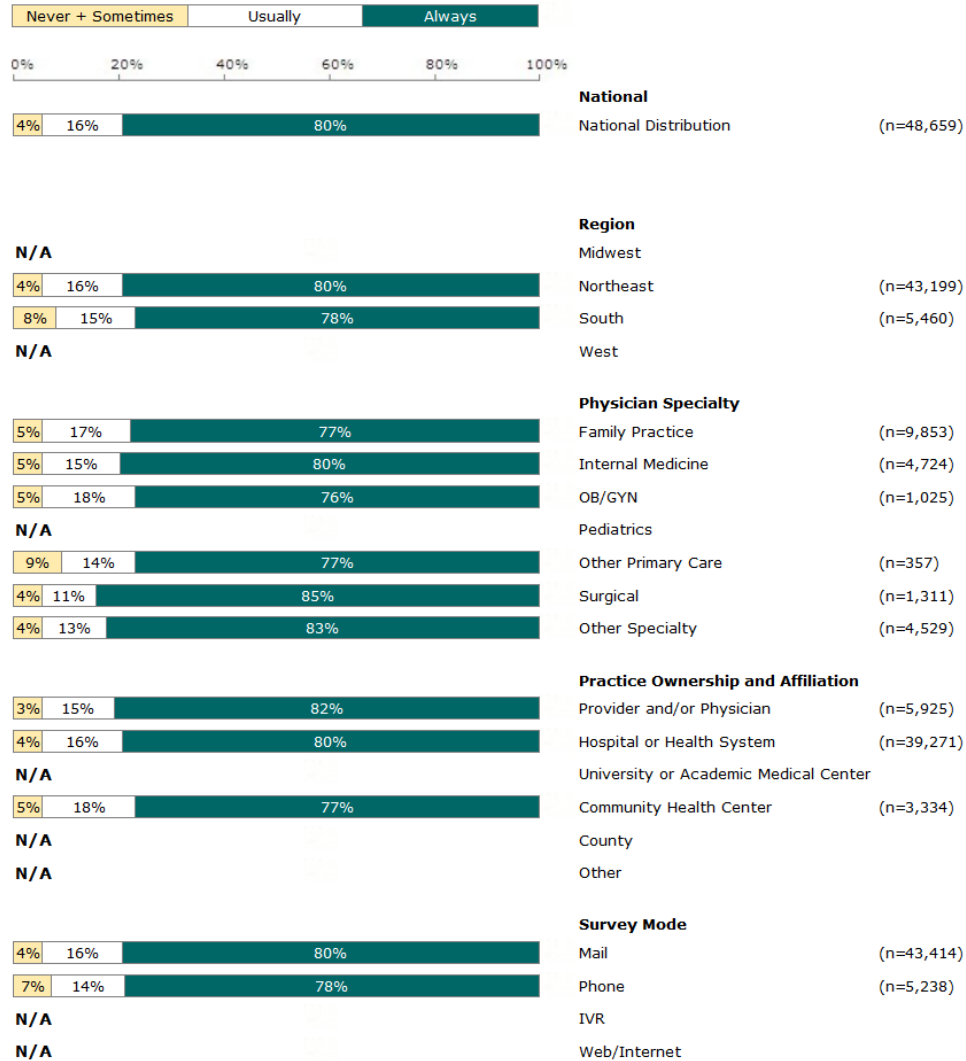 Never + Sometimes Usually Always
0% 20% 40% 60% 80% 100%
National
4% 16% 80% National Distribution (n=48,659)
Region
N/A Midwest
4% 16% 80% Northeast (n=43,199)
8% 15% 78% South (n=5,460)
N/A West
Physician Specialty
5% 17% 77% Family Practice (n=9,853)
5% 15% 80% Internal Medicine (n=4,724)
5% 18% 76% OB/GYN (n=1,025)
N/A Pediatrics
9% 14% 77% Other Primary Care (n=357)
4% 11% 85% Surgical (n=1,311)
4% 13% 83% Other Specialty (n=4,529)
Practice Ownership and Affiliation
3% 15% 82% Provider and/or Physician (n=5,925)
4% 16% 80% Hospital or Health System (n=39,271)
N/A University or Academic Medical Center
5% 18% 77% Community Health Center (n=3,334)
N/A County
N/A Other
Survey Mode
4% 16% 80% Mail (n=43,414)
7% 14% 78% Phone (n=5,238)
N/A IVR
N/A Web/Internet